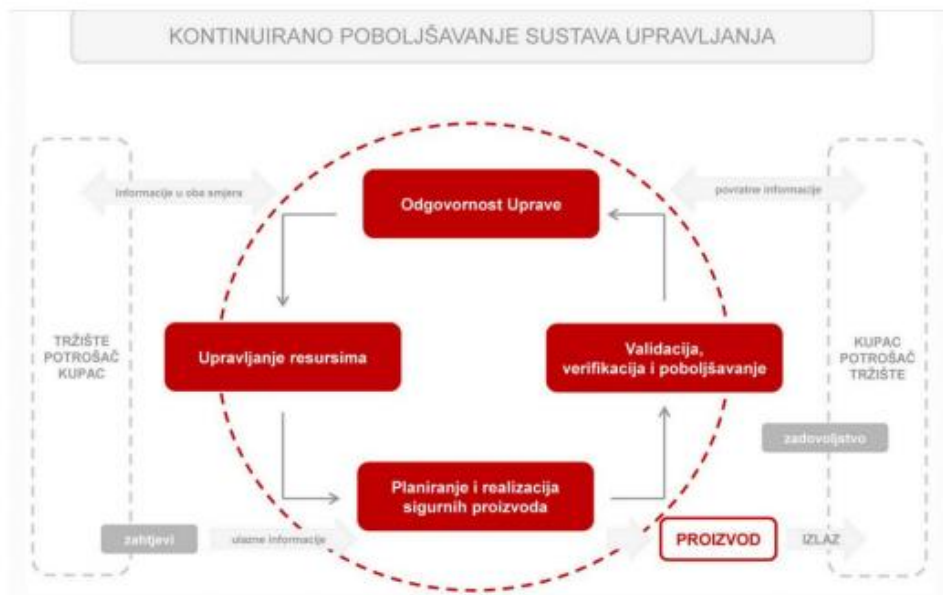 KONTINUIRANO POBOLJŠAVANJE SUSTAVA UPRAVLJANJA
informacije u oba smjera
povratne informacije
Odgovornost Uprave
TRŽIŠTE
POTROŠAČ
KUPAC
Upravljanje resursima
Validacija,
verifikacija i poboljšavanje
KUPAC
POTROŠAČ
TRŽIŠTE
zadovoljstvo
Planiranje i realizacija
sigurnih proizvoda
zahtjevi
ulazne informacije
PROIZVOD
IZLAZ